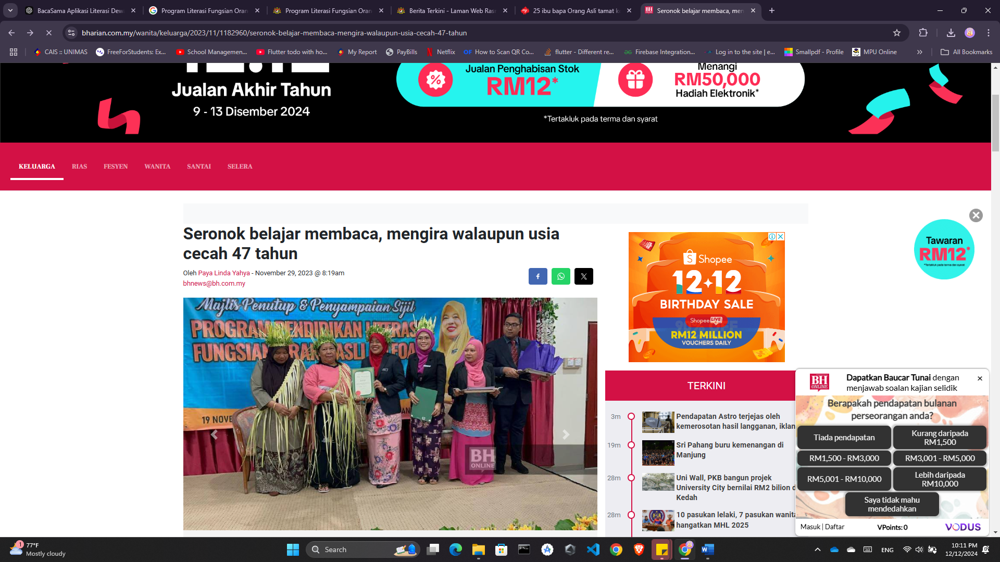 BacaSama Aplikasi Literasi Dewa
Program Literasi Fungsian Oran
Program Literasi Fungsian Oran
Berita Terkini - Laman Web Ras
25 ibu bapa Orang Asli tamat k
Seronok belajar membaca, men
bharian.com.my/wanita/keluarga/2023/11/1182960/seronok-belajar-membaca-mengira-walaupun-usia-cecah-47-tahun
CAIS :: UNIMAS
FreeForStudents: Ex...
School Managemen...
Flutter todo with ho...
My Report
PayBills
Netflix
OF
How to Scan QR Co...
flutter - Different re...
Firebase Integration...
Log in to the site | e...
Smallpdf - Profile
MPU Online
All Bookmarks
Jualan Akhir Tahun
9 - 13 Disember 2024
Jualan Penghabisan Stok
RM12*
Menangi
RM50,000
Hadiah Elektronik*
*Tertakluk pada terma dan syarat
KELUARGA
RIAS
FESYEN
WANITA
SANTAI
SELERA
Seronok belajar membaca, mengira walaupun usia
cecah 47 tahun
Oleh Paya Linda Yahya - November 29, 2023 @ 8:19am
bhnews@bh.com.my
Majlis Penutup & Penyampaian Sijil
PROGRAM PENDIDIKAN LITERAS
FUNGSIAN ORANG ASLI
19 NOVE
BH
ONLINE
Shopee
12 12
BIRTHDAY SALE
Shopee LIVE
RM12 MILLION
VOUCHERS DAILY
Tawaran
RM12*
*Tertakluk pada terma dan syarat
TERKINI
3m
Pendapatan Astro terjejas oleh
kemerosotan hasil langganan, iklan
19m
Sri Pahang buru kemenangan di
Manjung
28m
Uni Wall, PKB bangun projek
University City bernilai RM2 bilion d
Kedah
28m
10 pasukan lelaki, 7 pasukan wanita
hangatkan MHL 2025
BH
ONLINE
Dapatkan Baucar Tunai dengan
menjawab soalan kajian selidik
Berapakah pendapatan bulanan
perseorangan anda?
Tiada pendapatan
Kurang daripada
RM1,500
RM1,500 - RM3,000
RM3,001 - RM5,000
RM5,001 - RM10,000
Lebih daripada
RM10,000
Saya tidak mahu
mendedahkan
Masuk | Daftar
VPoints: 0
VODUS
1
77°F
Mostly cloudy
Search
ENG
10:11 PM
12/12/2024